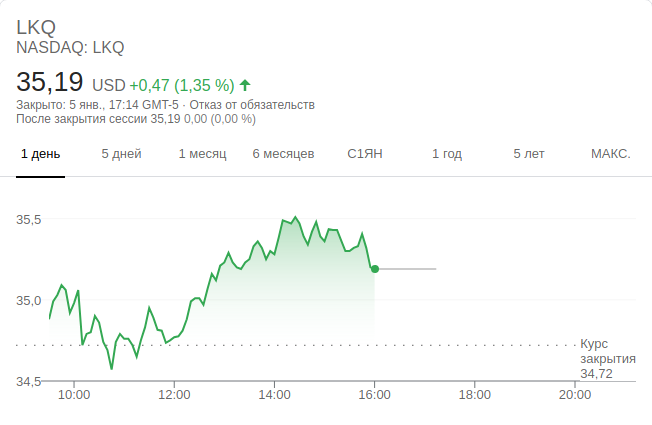 LKQ
NASDAQ: LKQ
35,19 USD +0,47 (1,35 %)
Закрыто: 5 янв., 17:14 GMT-5 · Отказ от обязательств
После закрытия сессии 35,19 0,00 (0,00 %)
1 день 5 дней 1 месяц 6 месяцев С1ЯН 1 год 5 лет МАКС.
35,5
35,0
Курс
закрытия
34,72
34,5
10:00 12:00 14:00 16:00 18:00 20:00